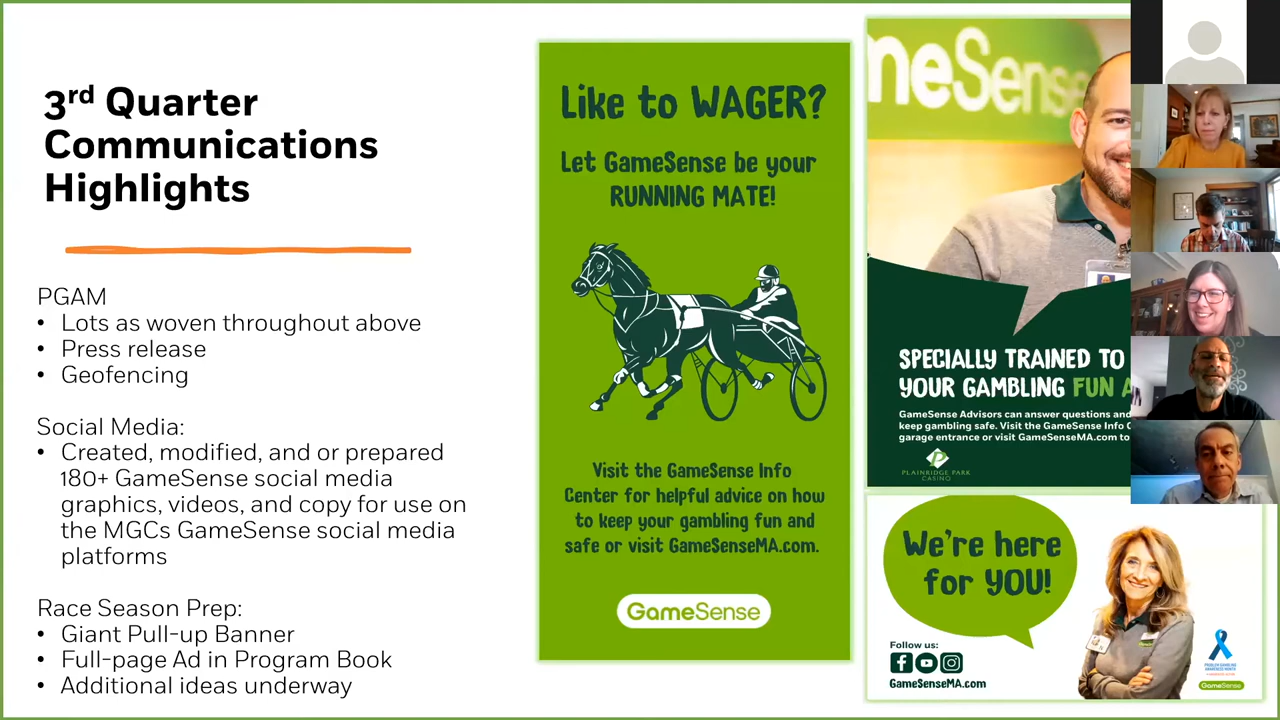 3rd Quarter
Communications
Highlights
PGAM
• Lots as woven throughout above
• Press release
• Geofencing
Social Media:
• Created, modified, and or prepared
180+ GameSense social media
graphics, videos, and copy for use on
the MGCs GameSense social media
platforms
Race Season Prep:
• Giant Pull-up Banner
• Full-page Ad in Program Book
• Additional ideas underway
Like to WAGER?
Let GameSense be your
RUNNING MATE!
Visit the GameSense Info
Center for helpful advice on how
to keep your gambling fun and
safe or visit GameSenseMA.com.
GameSense
meSense
SPECIALLY TRAINED TO
YOUR GAMBLING FUN A
GameSense Advisors can answer questions and
keep gambling safe. Visit the GameSense Info C
garage entrance or visit GameSenseMA.com to
PLAINRIDGE PARK
CASINO
We're here
for YOU!
Follow us:
GameSenseMA.com
PROBLEM GAMBLING
AWARENESS MONTH
GameSense